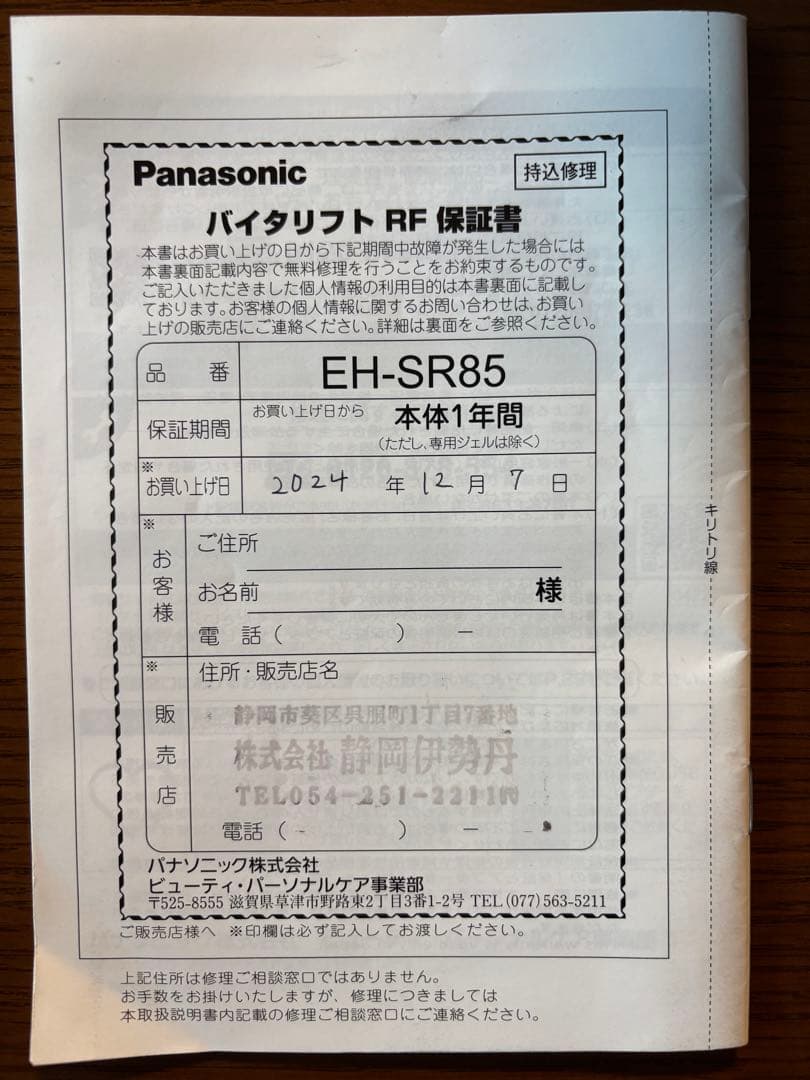 Panasonic
持込修理
バイタリフト RF 保証書
本書はお買い上げの日から下記期間中故障が発生した場合には
本書裏面記載内容で無料修理を行うことをお約束するものです。
ご記入いただきました個人情報の利用目的は本書裏面に記載し
ております。お客様の個人情報に関するお問い合わせは、お買い
上げの販売店にご連絡ください。詳細は裏面をご参照ください。
品 番 EH-SR85
保証期間 お買い上げ日から 本体1年間
(ただし、専用ジェルは除く)
※お買い上げ日 2024 年 12 月 7 日
※お客様
ご住所
お名前 様
電 話 ( ) ー
※販売店
住所・販売店名
静岡市葵区呉服町1丁目7番地
株式会社 静岡伊勢丹
TEL054-251-2211㈹
電話 ( ) ー
パナソニック株式会社
ビューティ・パーソナルケア事業部
〒525-8555 滋賀県草津市野路東2丁目3番1-2号 TEL (077) 563-5211
ご販売店様へ ※印欄は必ず記入してお渡しください。
上記住所は修理ご相談窓口ではありません。
お手数をお掛けいたしますが、修理につきましては
本取扱説明書内記載の修理ご相談窓口にご連絡ください。
キリトリ線